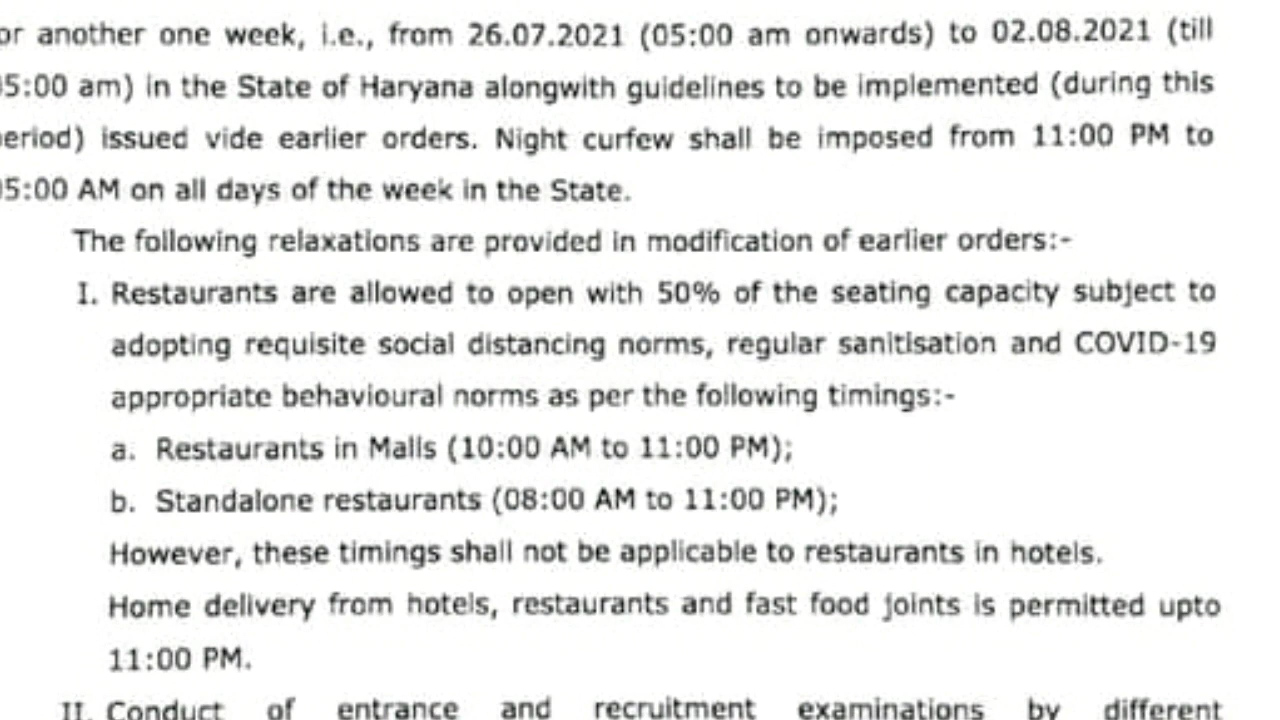 or another one week, i.e., from 26.07.2021 (05:00 am onwards) to 02.08.2021 (till
05:00 am) in the State of Haryana alongwith guidelines to be implemented (during this
eriod) issued vide earlier orders. Night curfew shall be imposed from 11:00 PM to
05:00 AM on all days of the week in the State.
The following relaxations are provided in modification of earlier orders:-
I. Restaurants are allowed to open with 50% of the seating capacity subject to
adopting requisite social distancing norms, regular sanitisation and COVID-19
appropriate behavioural norms as per the following timings:-
a. Restaurants in Malls (10:00 AM to 11:00 PM);
b. Standalone restaurants (08:00 AM to 11:00 PM);
However, these timings shall not be applicable to restaurants in hotels.
Home delivery from hotels, restaurants and fast food joints is permitted upto
11:00 PM.
II. Conduct of entrance and recruitment examinations by different